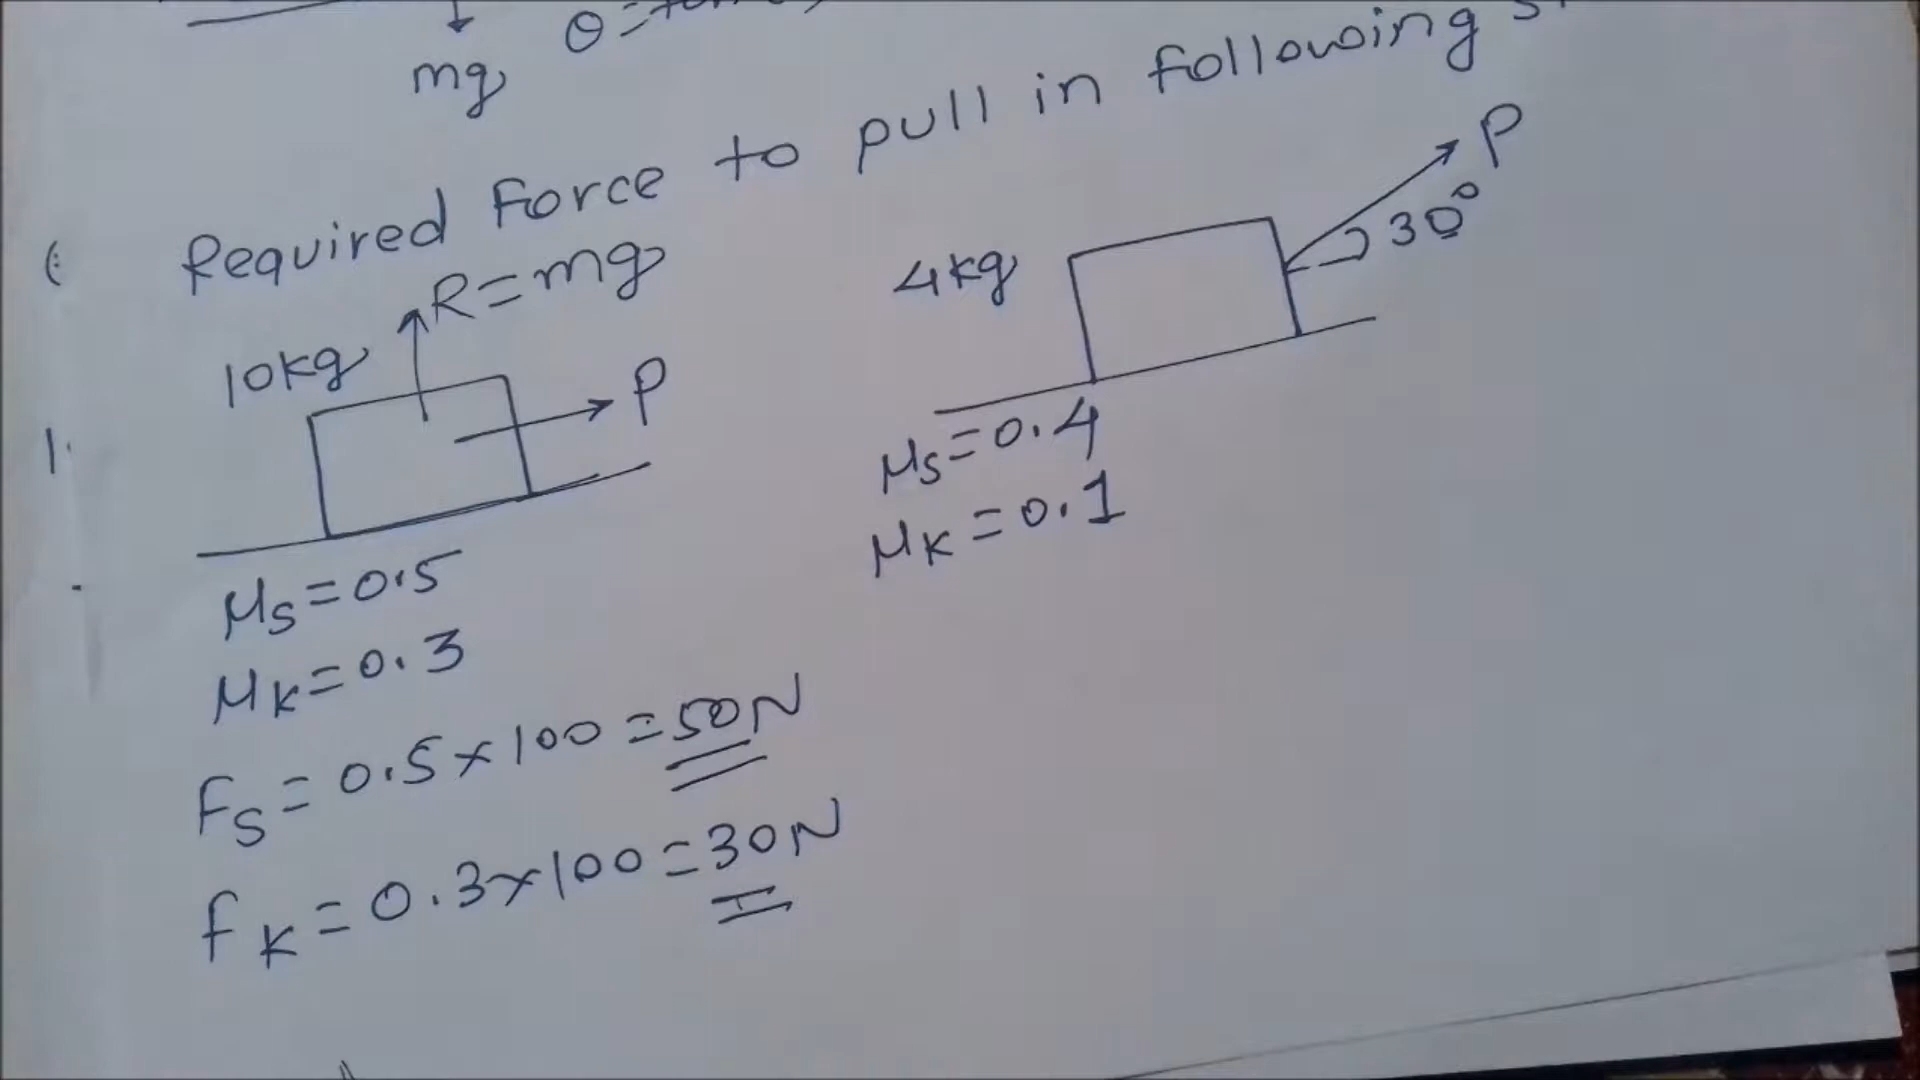 mg
Required Force to pull in following
R=mg
10kg
P
1.
μs=0.5
μk=0.3
Fs=0.5×100=50N
fk=0.3×100=30N
4kg
P
30°
μs=0.4
μk=0.1